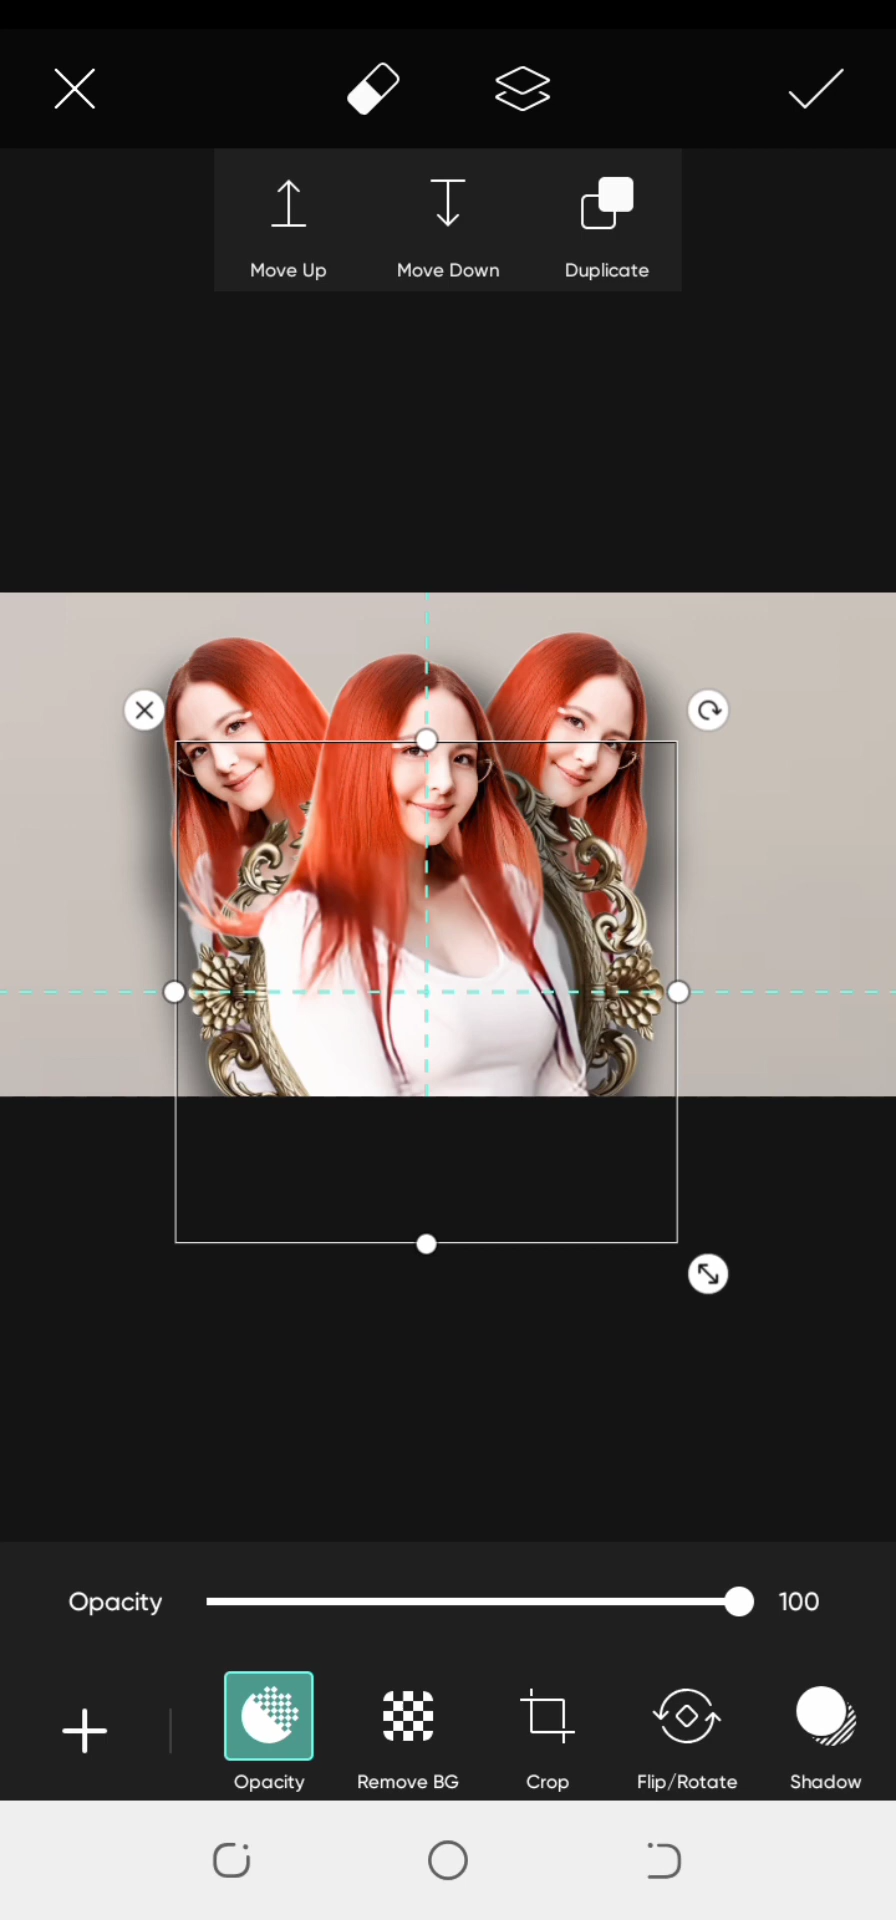 Move Up
Move Down
Duplicate
Opacity
100
Opacity
Remove BG
Crop
Flip/Rotate
Shadow